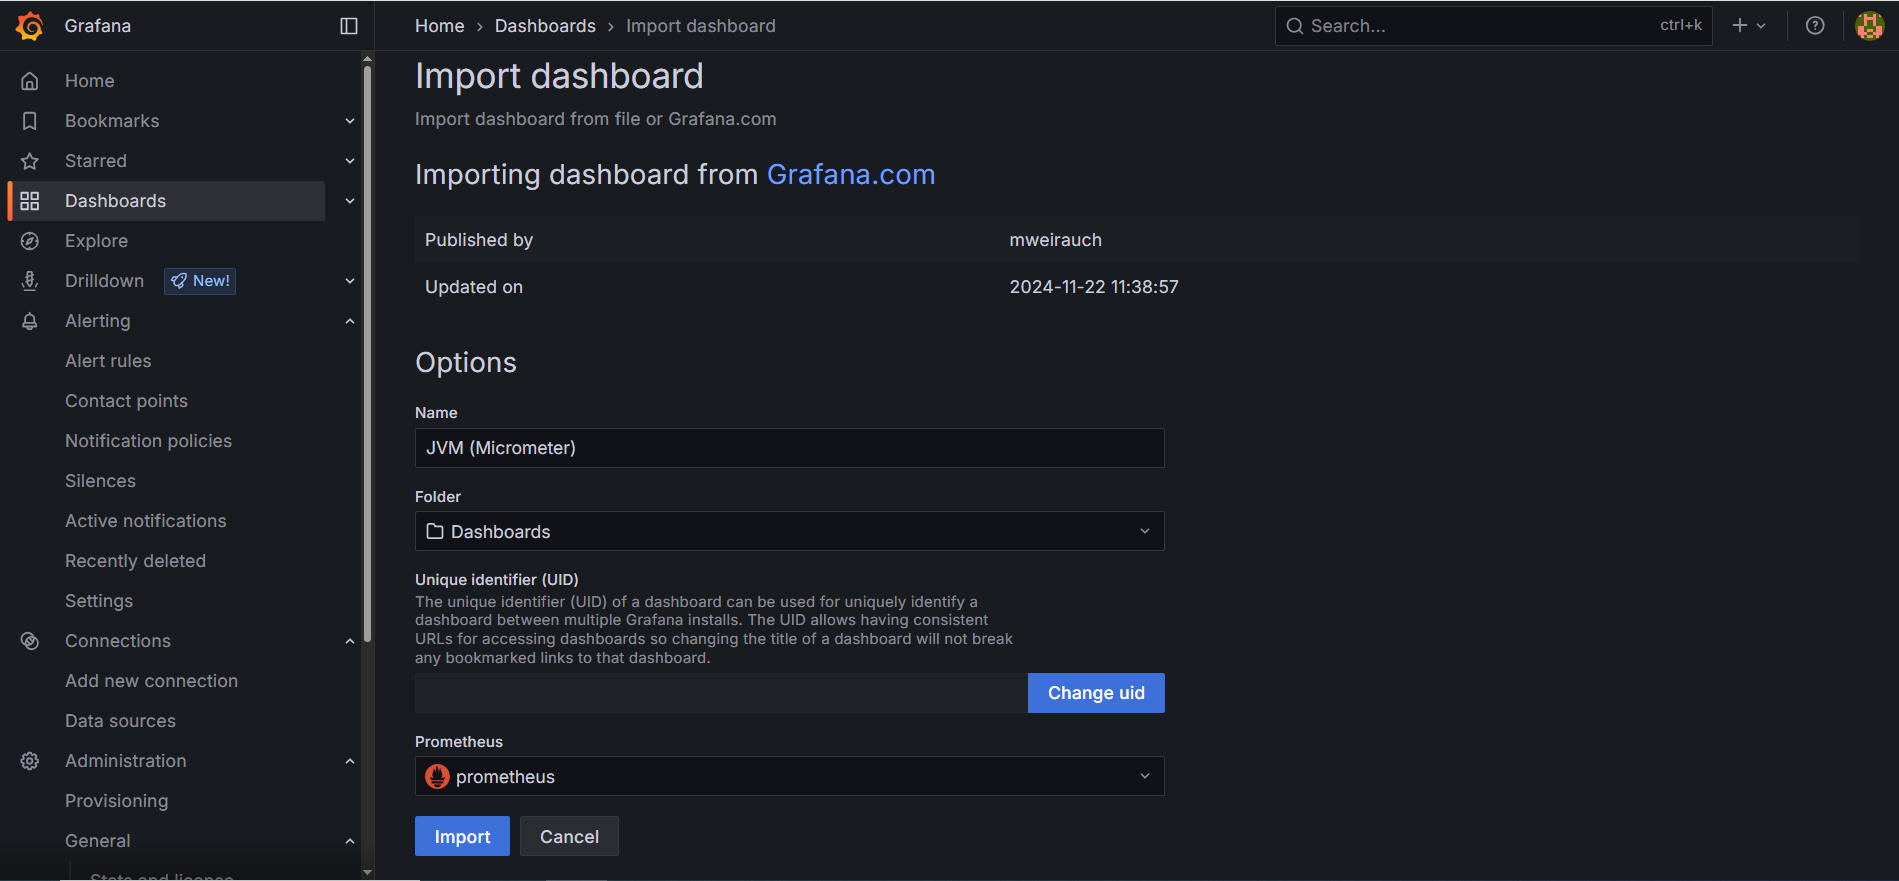 Grafana
Home
Dashboards
Import dashboard
Search...
ctrl+k
Home
Bookmarks
Starred
Dashboards
Explore
Drilldown
New!
Alerting
Alert rules
Contact points
Notification policies
Silences
Active notifications
Recently deleted
Settings
Connections
Add new connection
Data sources
Administration
Provisioning
General
Stats and license
Import dashboard
Import dashboard from file or Grafana.com
Importing dashboard from Grafana.com
Published by
mweirauch
Updated on
2024-11-22 11:38:57
Options
Name
JVM (Micrometer)
Folder
Dashboards
Unique identifier (UID)
The unique identifier (UID) of a dashboard can be used for uniquely identify a
dashboard between multiple Grafana installs. The UID allows having consistent
URLs for accessing dashboards so changing the title of a dashboard will not break
any bookmarked links to that dashboard.
Change uid
Prometheus
prometheus
Import
Cancel